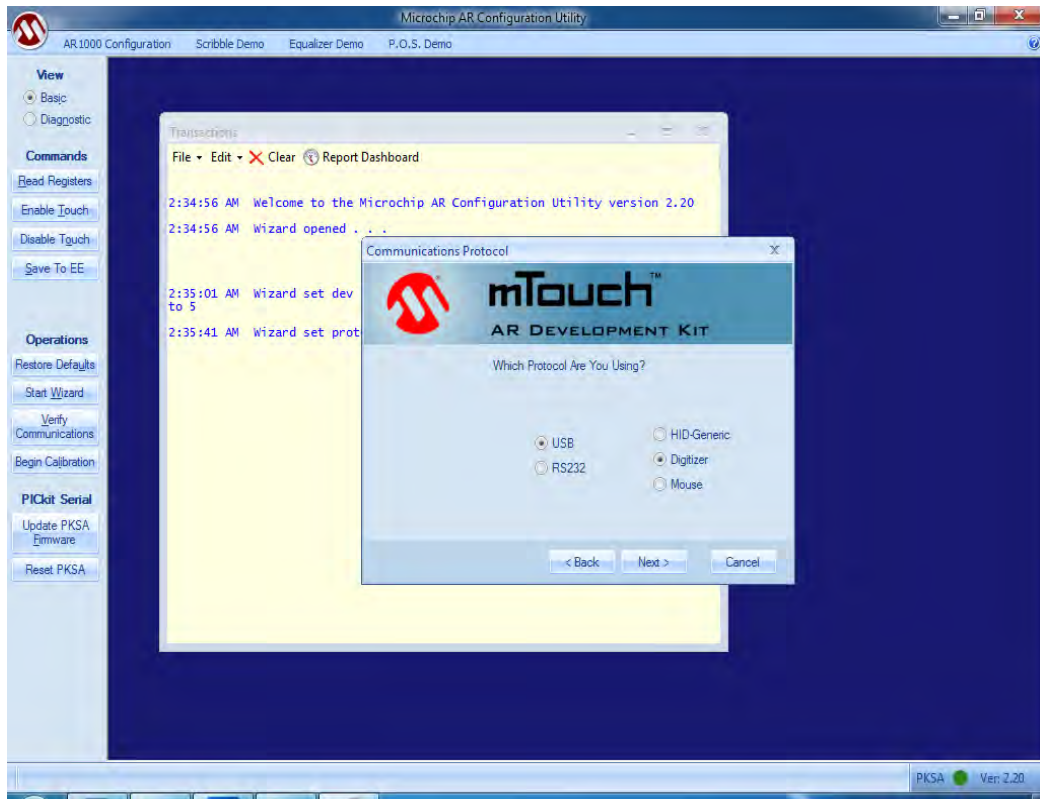 Microchip AR Configuration Utility
AR1000 Configuration Scribble Demo Equalizer Demo P.O.S. Demo
View
Basic
Diagnostic
Commands
Read Registers
Enable Touch
Disable Touch
Save To EE
Operations
Restore Defaults
Start Wizard
Verify
Communications
Begin Calibration
PICkit Serial
Update PKSA
Firmware
Reset PKSA
Transactions
File Edit Clear Report Dashboard
2:34:56 AM Welcome to the Microchip AR Configuration Utility version 2.20
2:34:56 AM Wizard opened . . .
2:35:01 AM Wizard set dev
to 5
2:35:41 AM Wizard set prot
Communications Protocol
mTouch™
AR DEVELOPMENT KIT
Which Protocol Are You Using?
USB
RS232
HID-Generic
Digitizer
Mouse
< Back Next > Cancel
PKSA Ver: 2.20